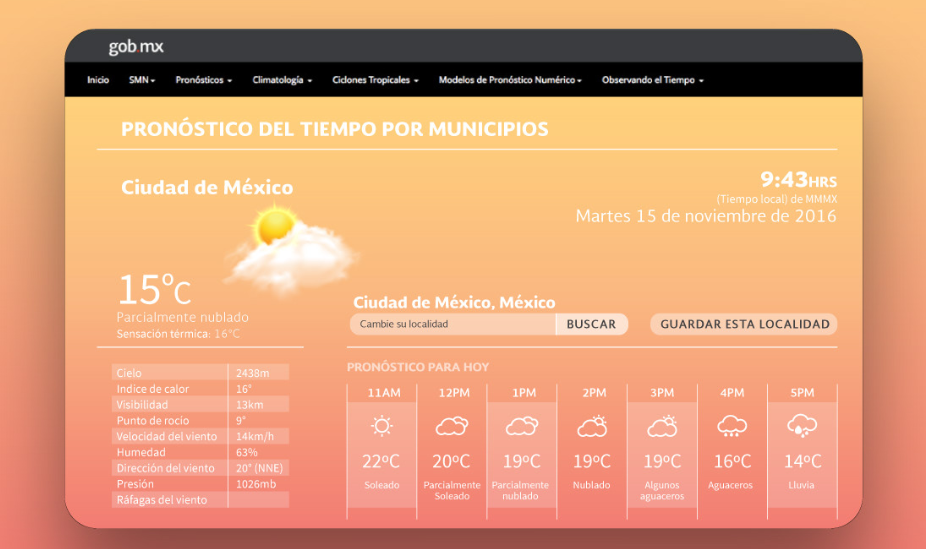 gob.mx
Inicio SMN Pronósticos Climatología Ciclones Tropicales Modelos de Pronóstico Numérico Observando el Tiempo
PRONÓSTICO DEL TIEMPO POR MUNICIPIOS
Ciudad de México
9:43HRS
(Tiempo local) de MMMX
Martes 15 de noviembre de 2016
15ºC
Parcialmente nublado
Sensación térmica: 16°C
Ciudad de México, México
Cambie su localidad BUSCAR GUARDAR ESTA LOCALIDAD
Cielo 2438m
Indice de calor 16°
Visibilidad 13km
Punto de rocío 9°
Velocidad del viento 14km/h
Humedad 63%
Dirección del viento 20° (NNE)
Presión 1026mb
Ráfagas del viento
PRONÓSTICO PARA HOY
11AM 12PM 1PM 2PM 3PM 4PM 5PM
22ºC 20ºC 19ºC 19ºC 19ºC 16ºC 14ºC
Soleado Parcialmente Parcialmente Nublado Algunos Aguaceros Lluvia
Soleado nublado aguaceros